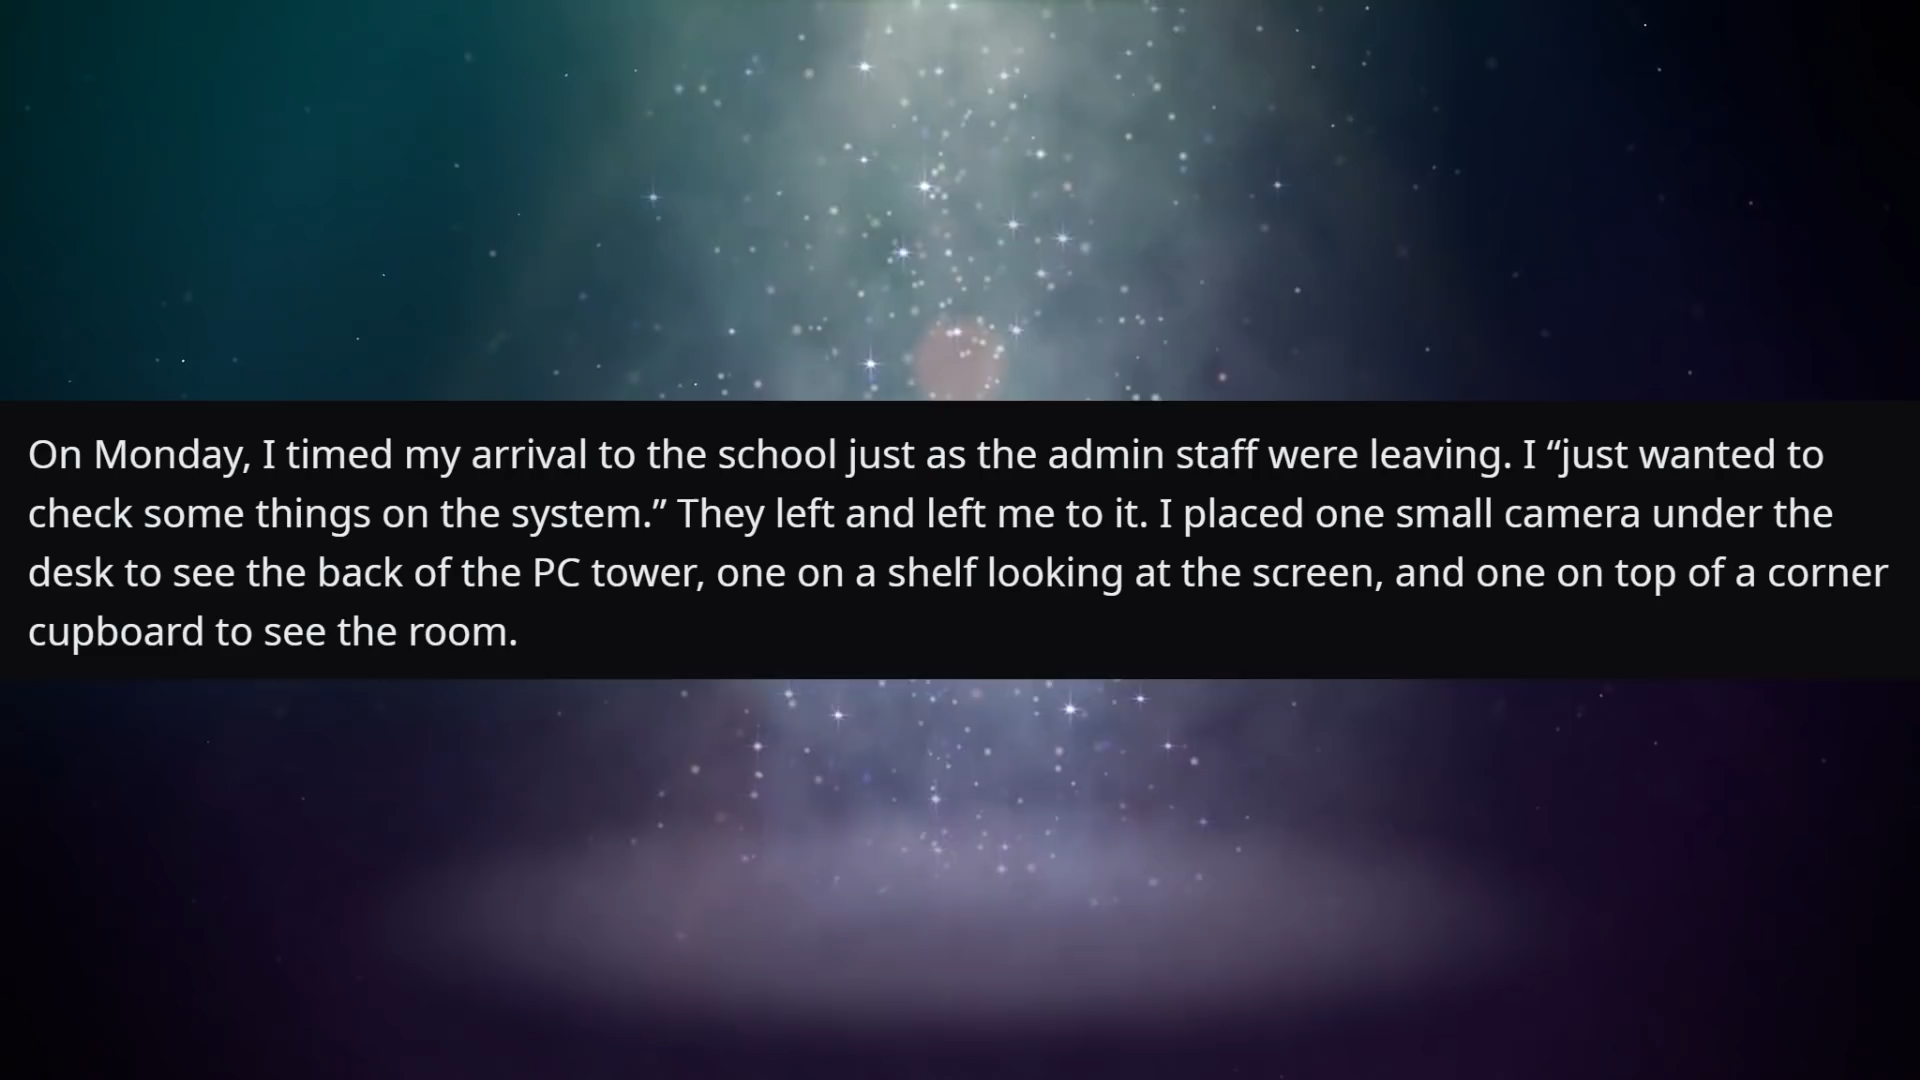 On Monday, I timed my arrival to the school just as the admin staff were leaving. I “just wanted to
check some things on the system.” They left and left me to it. I placed one small camera under the
desk to see the back of the PC tower, one on a shelf looking at the screen, and one on top of a corner
cupboard to see the room.